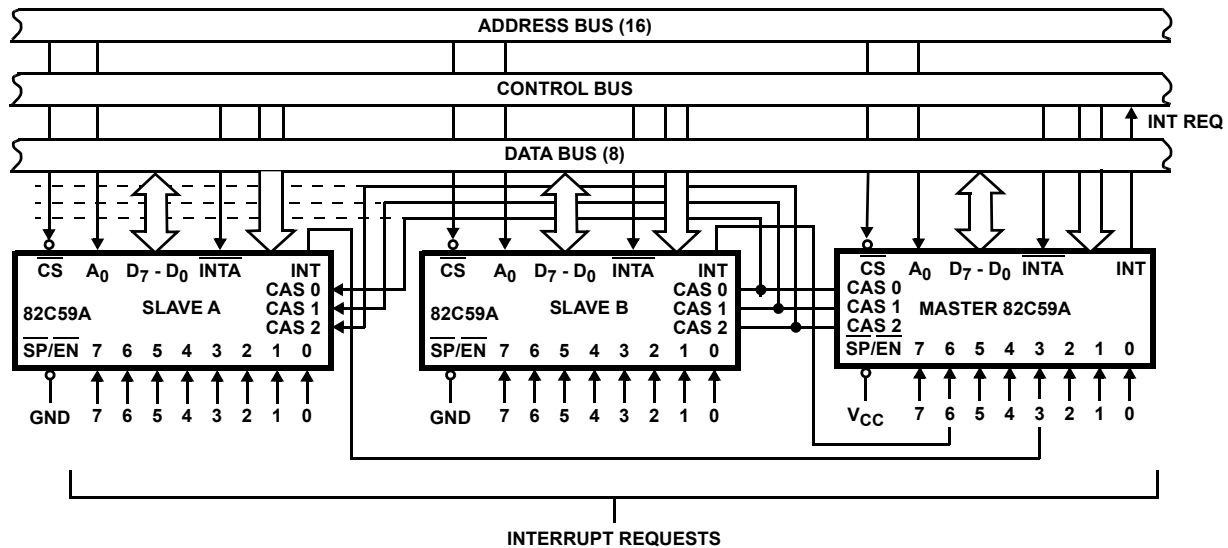 ADDRESS BUS (16)
CONTROL BUS
INT REQ
DATA BUS (8)
CS A0 D7 - D0 INTA INT
CAS 0
82C59A SLAVE A CAS 1
CAS 2
SP/EN 7 6 5 4 3 2 1 0
GND 7 6 5 4 3 2 1 0
CS A0 D7 - D0 INTA INT
CAS 0
82C59A SLAVE B CAS 1
CAS 2
SP/EN 7 6 5 4 3 2 1 0
GND 7 6 5 4 3 2 1 0
CS A0 D7 - D0 INTA INT
CAS 0
CAS 1 MASTER 82C59A
CAS 2
SP/EN 7 6 5 4 3 2 1 0
VCC 7 6 5 4 3 2 1 0
INTERRUPT REQUESTS